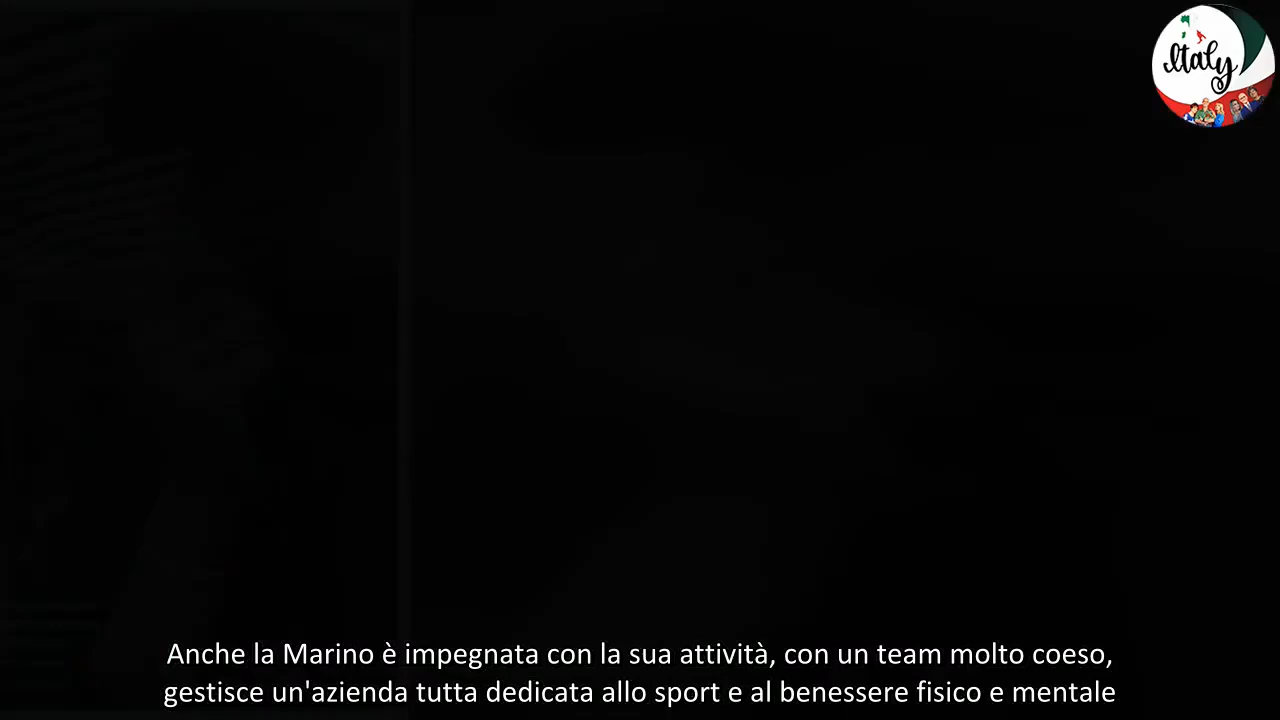 Italy
Anche la Marino è impegnata con la sua attività, con un team molto coeso,
gestisce un'azienda tutta dedicata allo sport e al benessere fisico e mentale